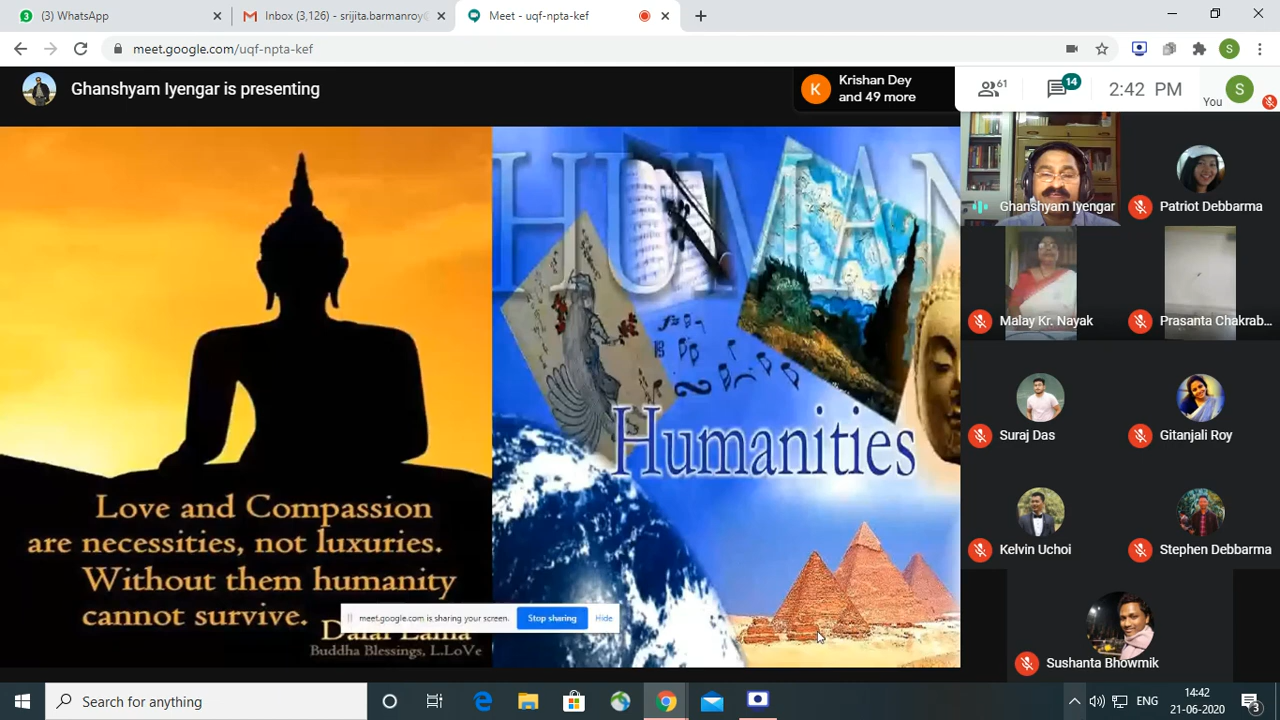 (3) WhatsApp
Inbox (3,126) - srijita.barmanroy@
Meet - uqf-npta-kef
meet.google.com/uqf-npta-kef
S
Ghanshyam Iyengar is presenting
K
Krishan Dey
and 49 more
61
14
2:42 PM
You
S
HUMAN
Humanities
Love and Compassion
are necessities, not luxuries.
Without them humanity
cannot survive.
Dalai Lama
Buddha Blessings, L.LoVe
meet.google.com is sharing your screen.
Stop sharing
Hide
Ghanshyam Iyengar
Patriot Debbarma
Malay Kr. Nayak
Prasanta Chakrab...
Suraj Das
Gitanjali Roy
Kelvin Uchoi
Stephen Debbarma
Sushanta Bhowmik
Search for anything
ENG
14:42
21-06-2020
3